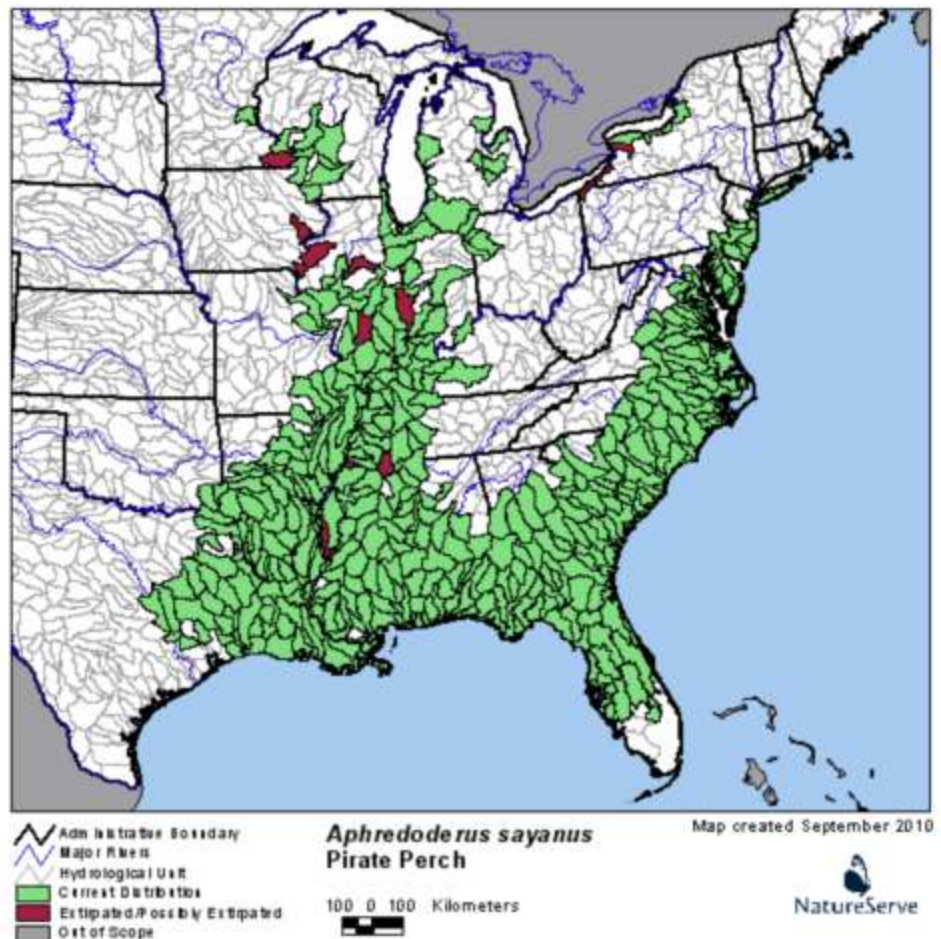 Administrative Boundary
Major Rivers
Hydrological Unit
Current Distribution
Extirpated/Possibly Extirpated
Out of Scope
Aphredoderus sayanus
Pirate Perch
100 0 100 Kilometers
Map created September 2010
NatureServe